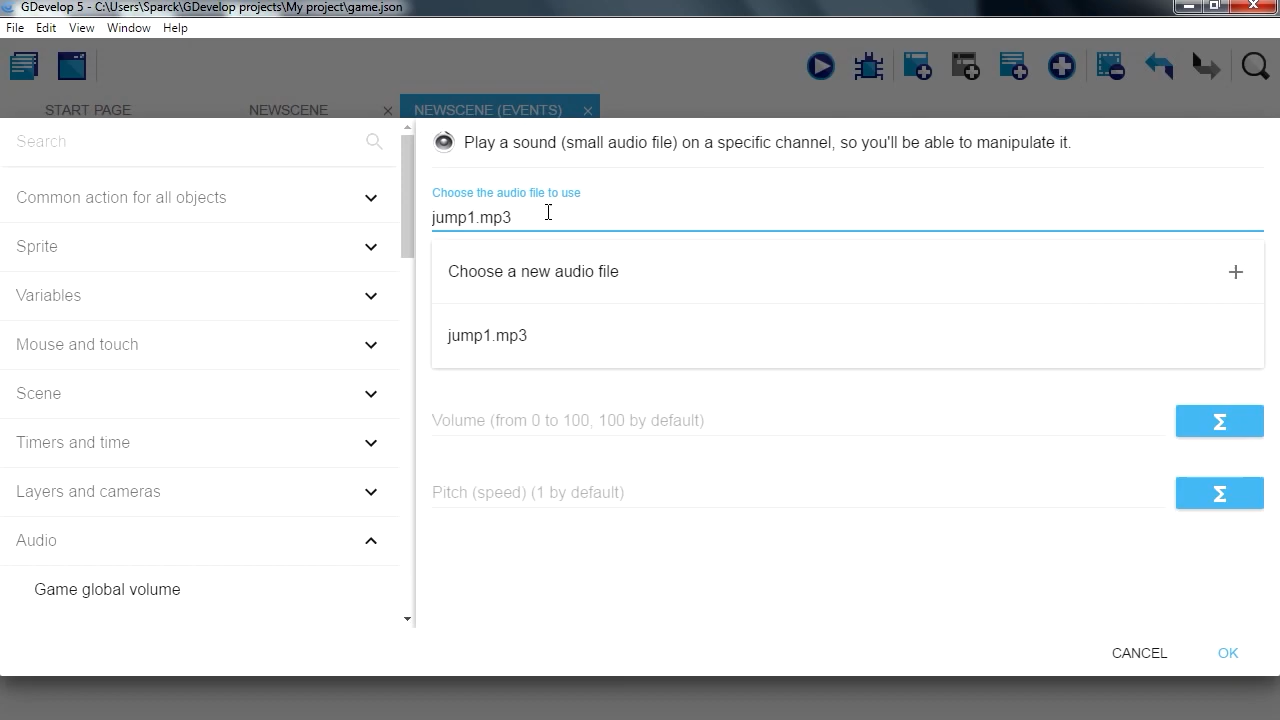 GDevelop 5 - C:\Users\Sparck\GDevelop projects\My project\game.json
File Edit View Window Help
START PAGE NEWSCENE NEWSCENE (EVENTS)
Search
Common action for all objects
Sprite
Variables
Mouse and touch
Scene
Timers and time
Layers and cameras
Audio
Game global volume
Play a sound (small audio file) on a specific channel, so you'll be able to manipulate it.
Choose the audio file to use
jump1.mp3
Choose a new audio file
jump1.mp3
Volume (from 0 to 100, 100 by default)
Σ
Pitch (speed) (1 by default)
Σ
CANCEL OK